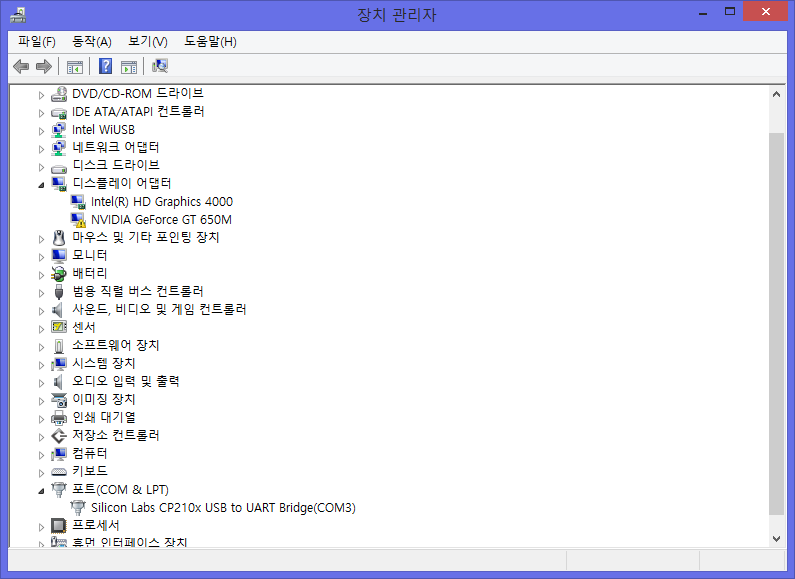 장치 관리자
파일(F) 동작(A) 보기(V) 도움말(H)
DVD/CD-ROM 드라이브
IDE ATA/ATAPI 컨트롤러
Intel WiUSB
네트워크 어댑터
디스크 드라이브
디스플레이 어댑터
Intel(R) HD Graphics 4000
NVIDIA GeForce GT 650M
마우스 및 기타 포인팅 장치
모니터
배터리
범용 직렬 버스 컨트롤러
사운드, 비디오 및 게임 컨트롤러
센서
소프트웨어 장치
시스템 장치
오디오 입력 및 출력
이미징 장치
인쇄 대기열
저장소 컨트롤러
컴퓨터
키보드
포트(COM & LPT)
Silicon Labs CP210x USB to UART Bridge(COM3)
프로세서
휴먼 인터페이스 장치